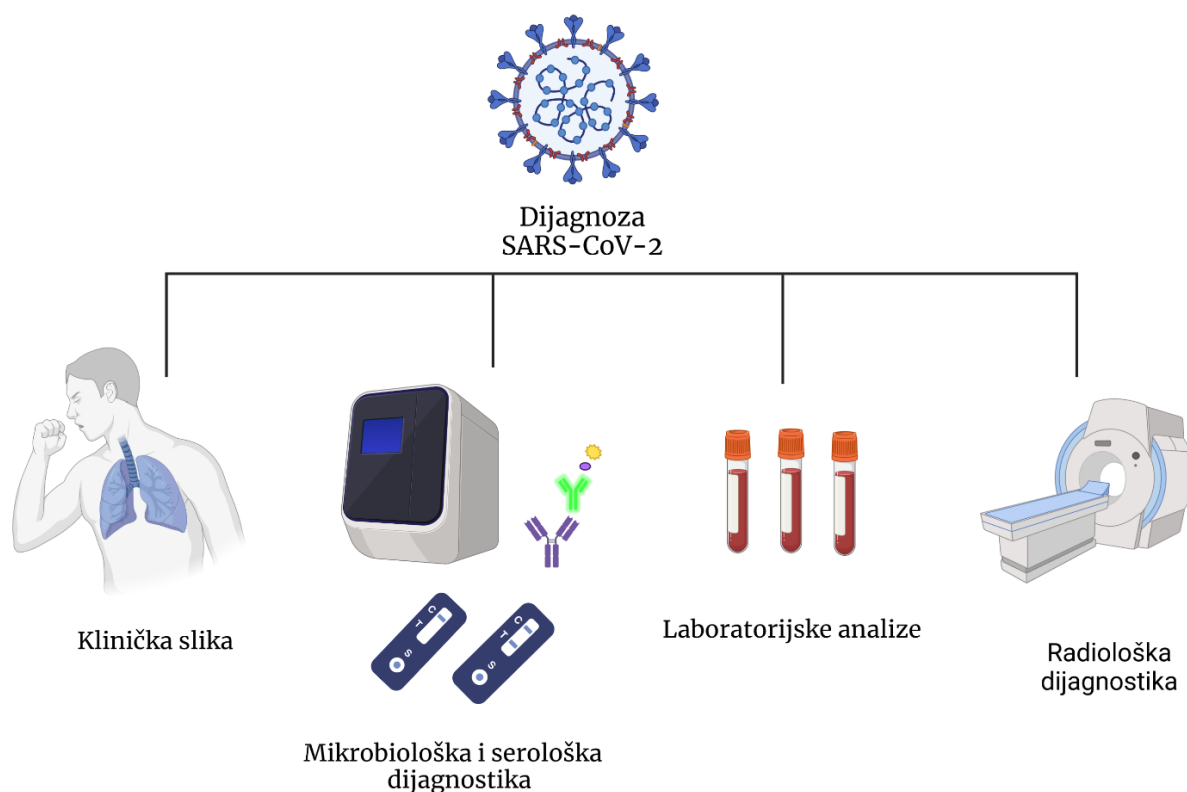 Dijagnoza
SARS-CoV-2
Klinička slika
C
T
S
C
T
S
Mikrobiološka i serološka
dijagnostika
Laboratorijske analize
Radiološka
dijagnostika